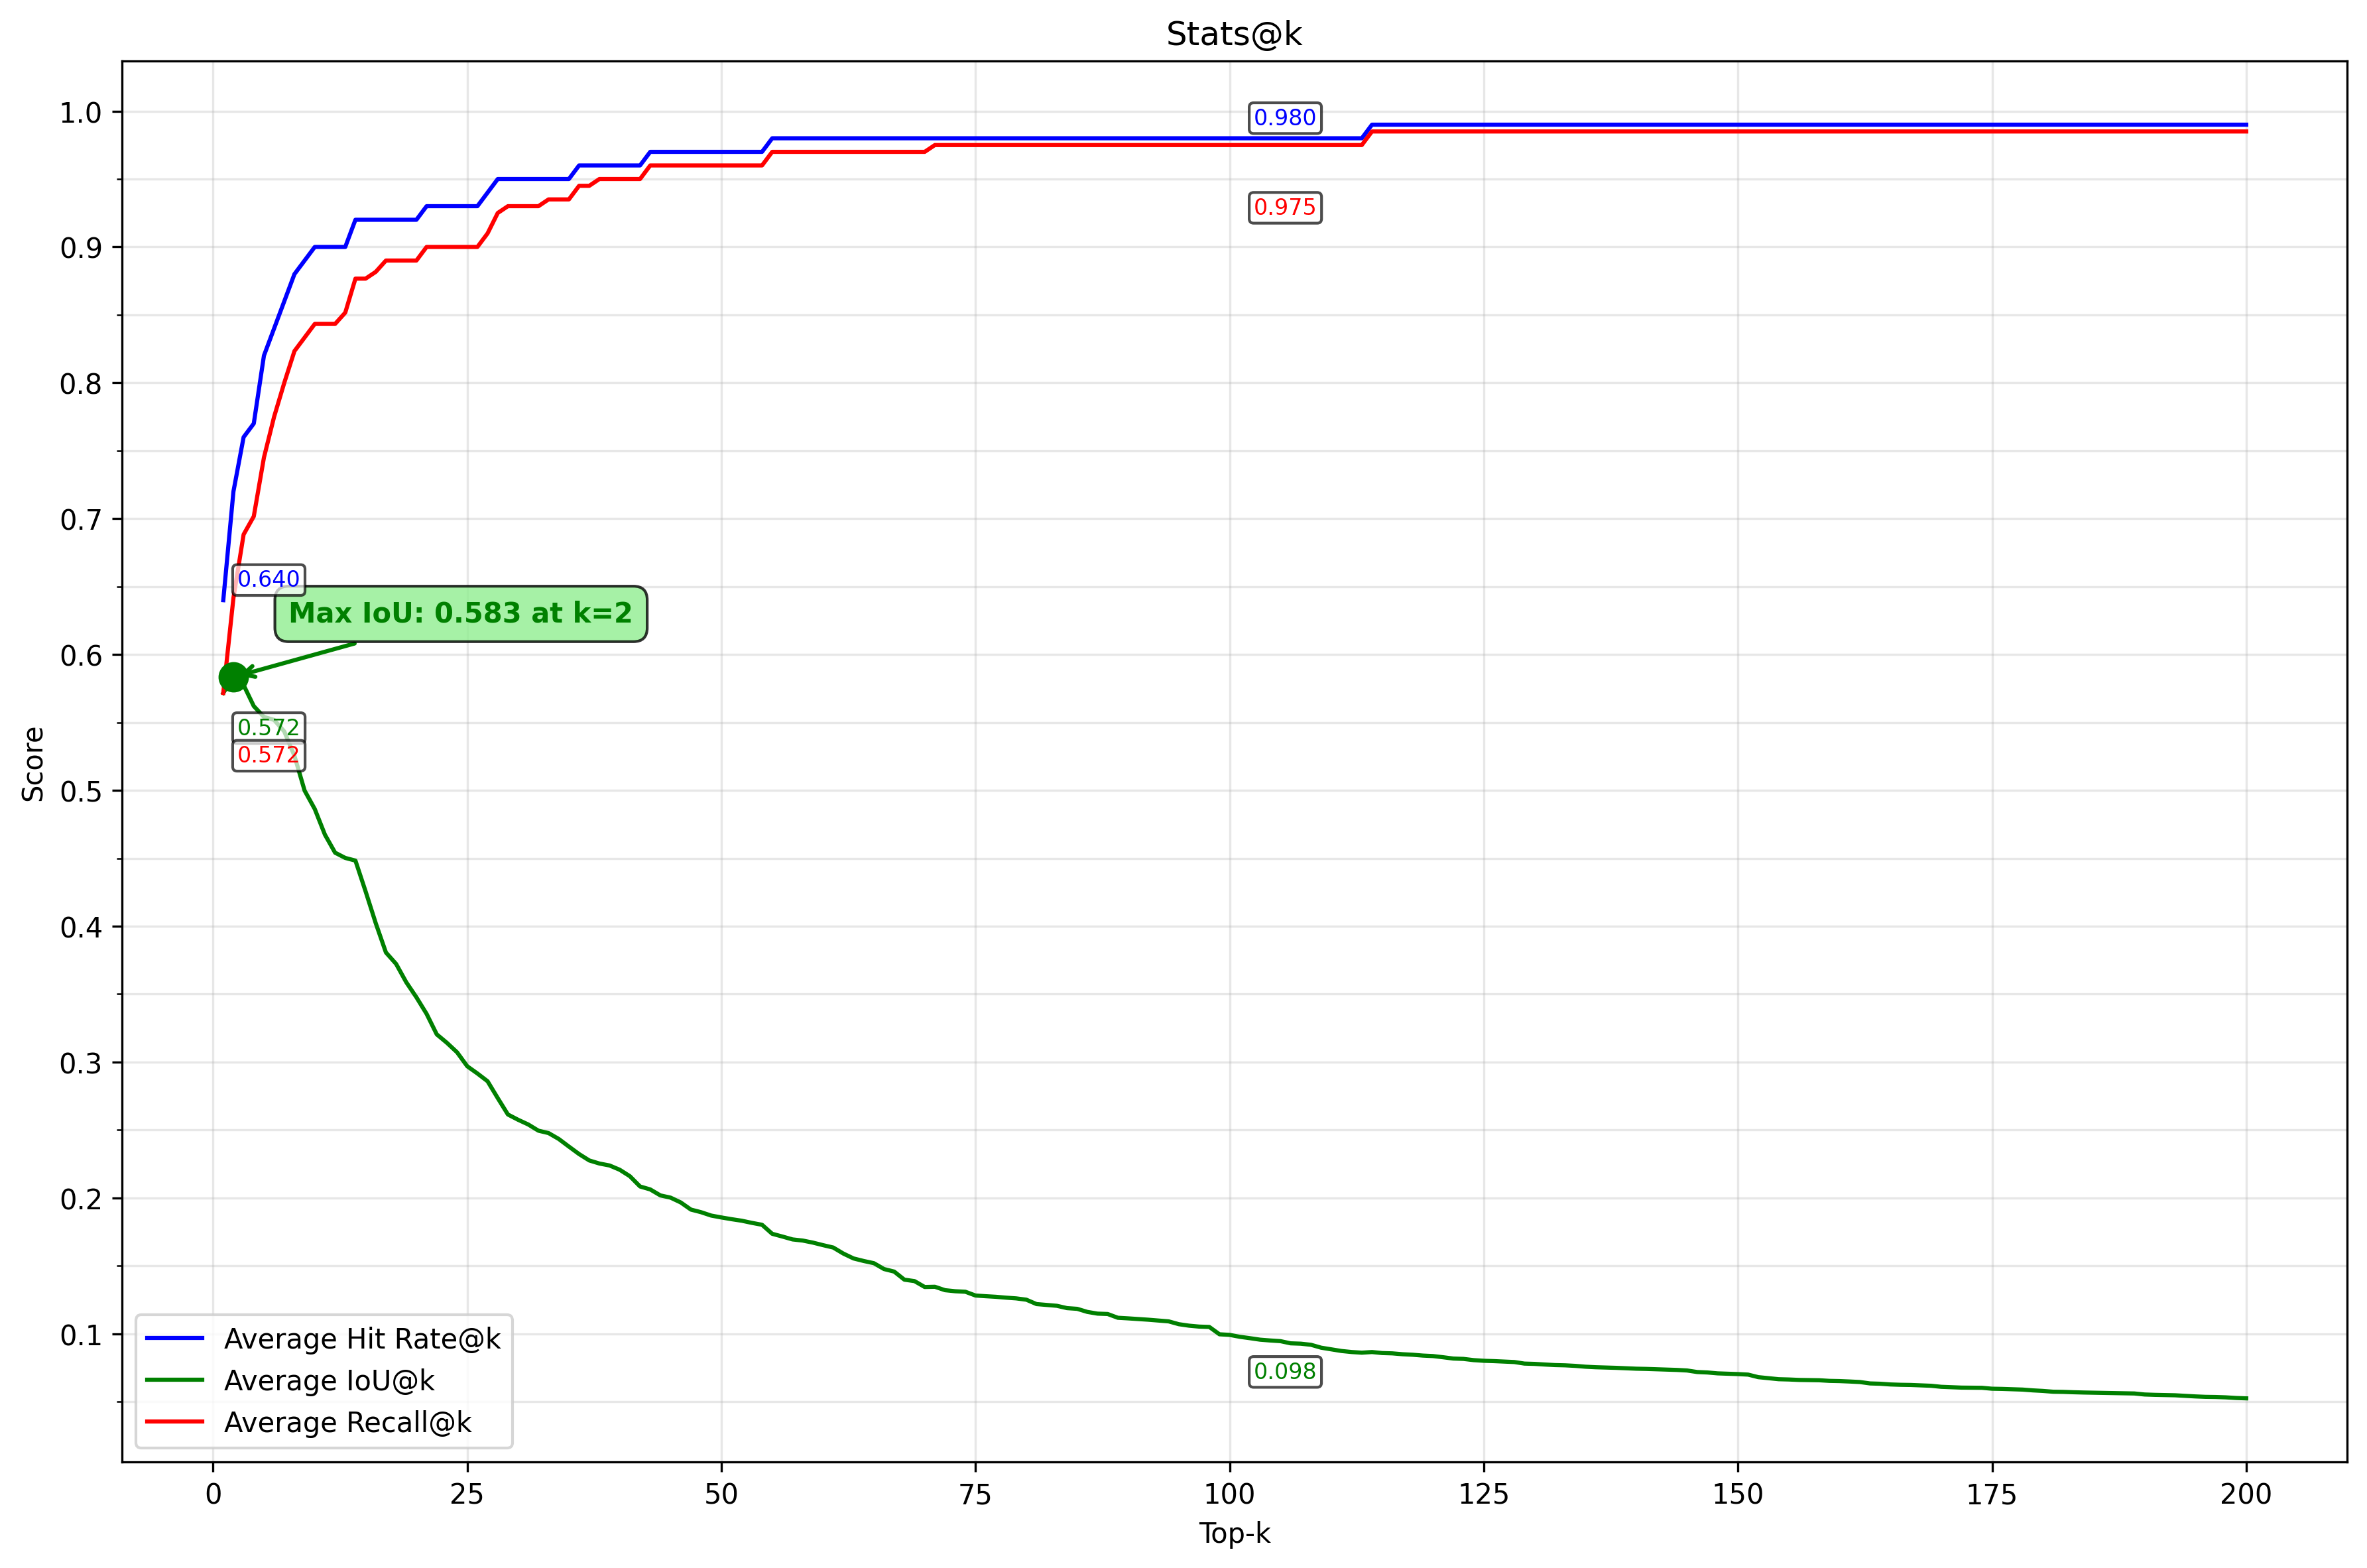 Stats@k
1.0
0.9
0.8
0.7
0.6
0.5
0.4
0.3
0.2
0.1
Score
0.980
0.975
0.640
Max IoU: 0.583 at k=2
0.572
0.572
0.098
Average Hit Rate@k
Average IoU@k
Average Recall@k
0 25 50 75 100 125 150 175 200
Top-k